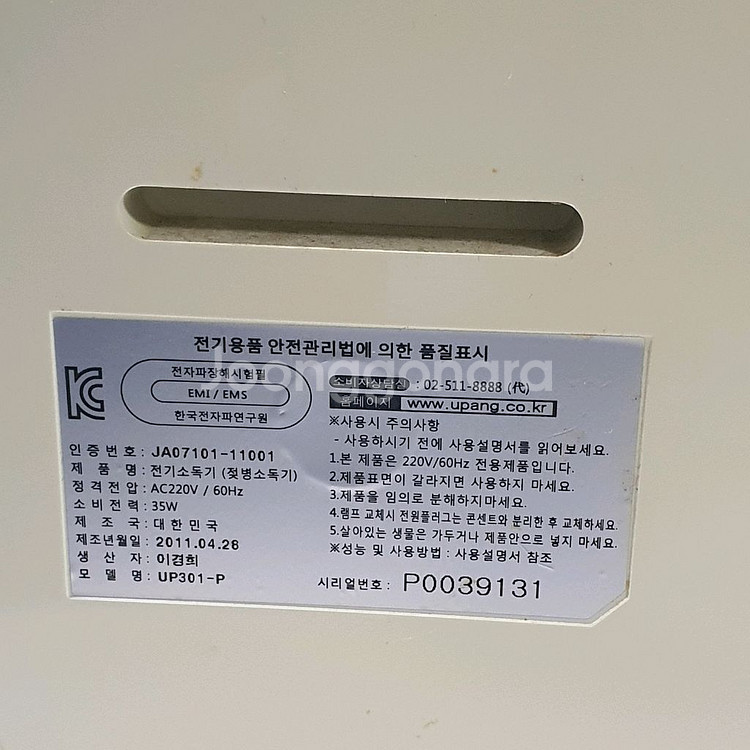 전기용품 안전관리법에 의한 품질표시
전자파장해시험필
EMI / EMS
한국전자파연구원
소비자상담실 : 02-511-8888 (代)
홈페이지 www.upang.co.kr
※사용시 주의사항
- 사용하시기 전에 사용설명서를 읽어보세요.
1.본 제품은 220V/60Hz 전용제품입니다.
2.제품표면이 갈라지면 사용하지 마세요.
3.제품을 임의로 분해하지마세요.
4.램프 교체시 전원플러그는 콘센트와 분리한 후 교체하세요.
5.살아있는 생물은 가두거나 제품안으로 넣지 마세요.
※성능 및 사용방법 : 사용설명서 참조
인증번호 : JA07101-11001
제품명 : 전기소독기 (젖병소독기)
정격전압 : AC220V / 60Hz
소비전력 : 35W
제조국 : 대한민국
제조년월일 : 2011.04.28
생산자 : 이경희
모델명 : UP301-P
시리얼번호 : P0039131
Joonggonara